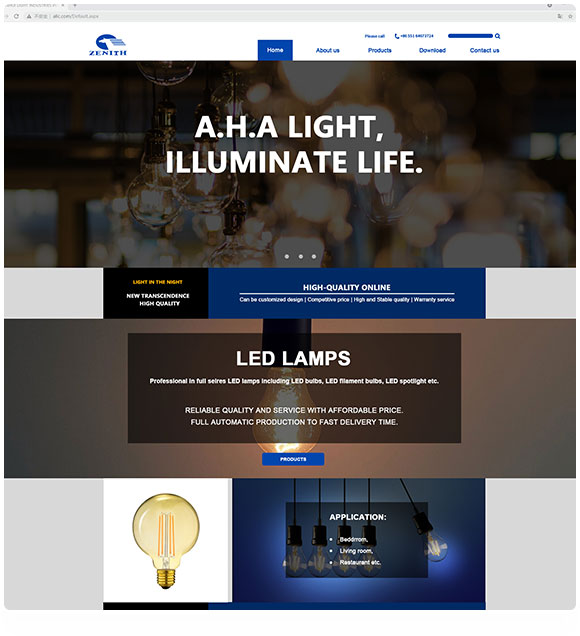 Please call
+86 551 64673724
ZENITH
Home
About us
Products
Download
Contact us
A.H.A LIGHT,
ILLUMINATE LIFE.
LIGHT IN THE NIGHT
NEW TRANSCENDENCE
HIGH QUALITY
HIGH-QUALITY ONLINE
Can be customized design | Competitive price | High and Stable quality | Warranty service
LED LAMPS
Professional in full seires LED lamps including LED bulbs, LED filament bulbs, LED spotlight etc.
RELIABLE QUALITY AND SERVICE WITH AFFORDABLE PRICE.
FULL AUTOMATIC PRODUCTION TO FAST DELIVERY TIME.
PRODUCTS
APPLICATION:
Beddrrom,
Living room,
Restaurant etc.